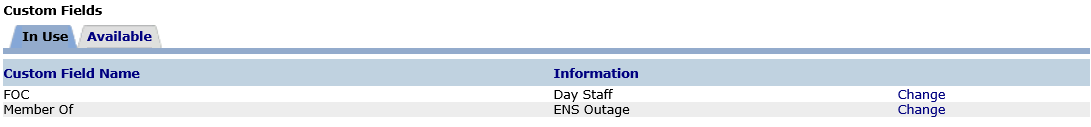 Custom Fields
In Use Available
Custom Field Name Information
FOC Day Staff Change
Member Of ENS Outage Change